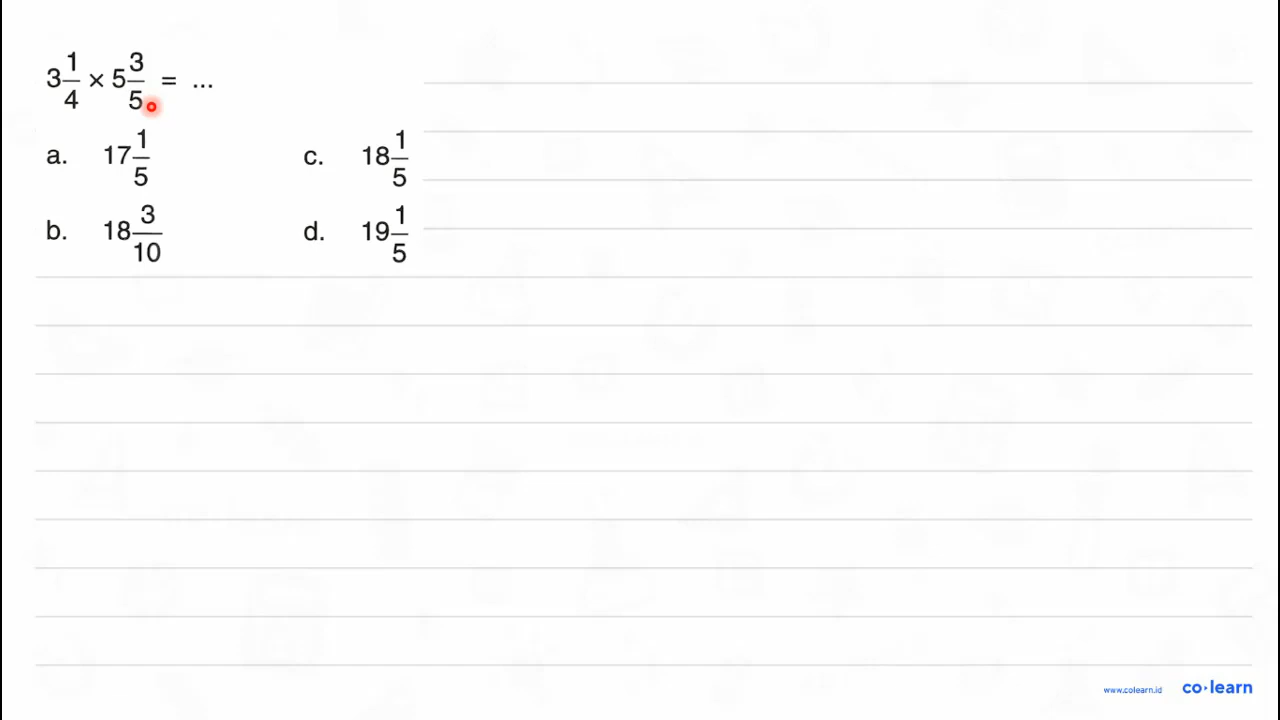 3 1/4 × 5 3/5 = ...
a. 17 1/5 c. 18 1/5
b. 18 3/10 d. 19 1/5
www.colearn.id co·learn